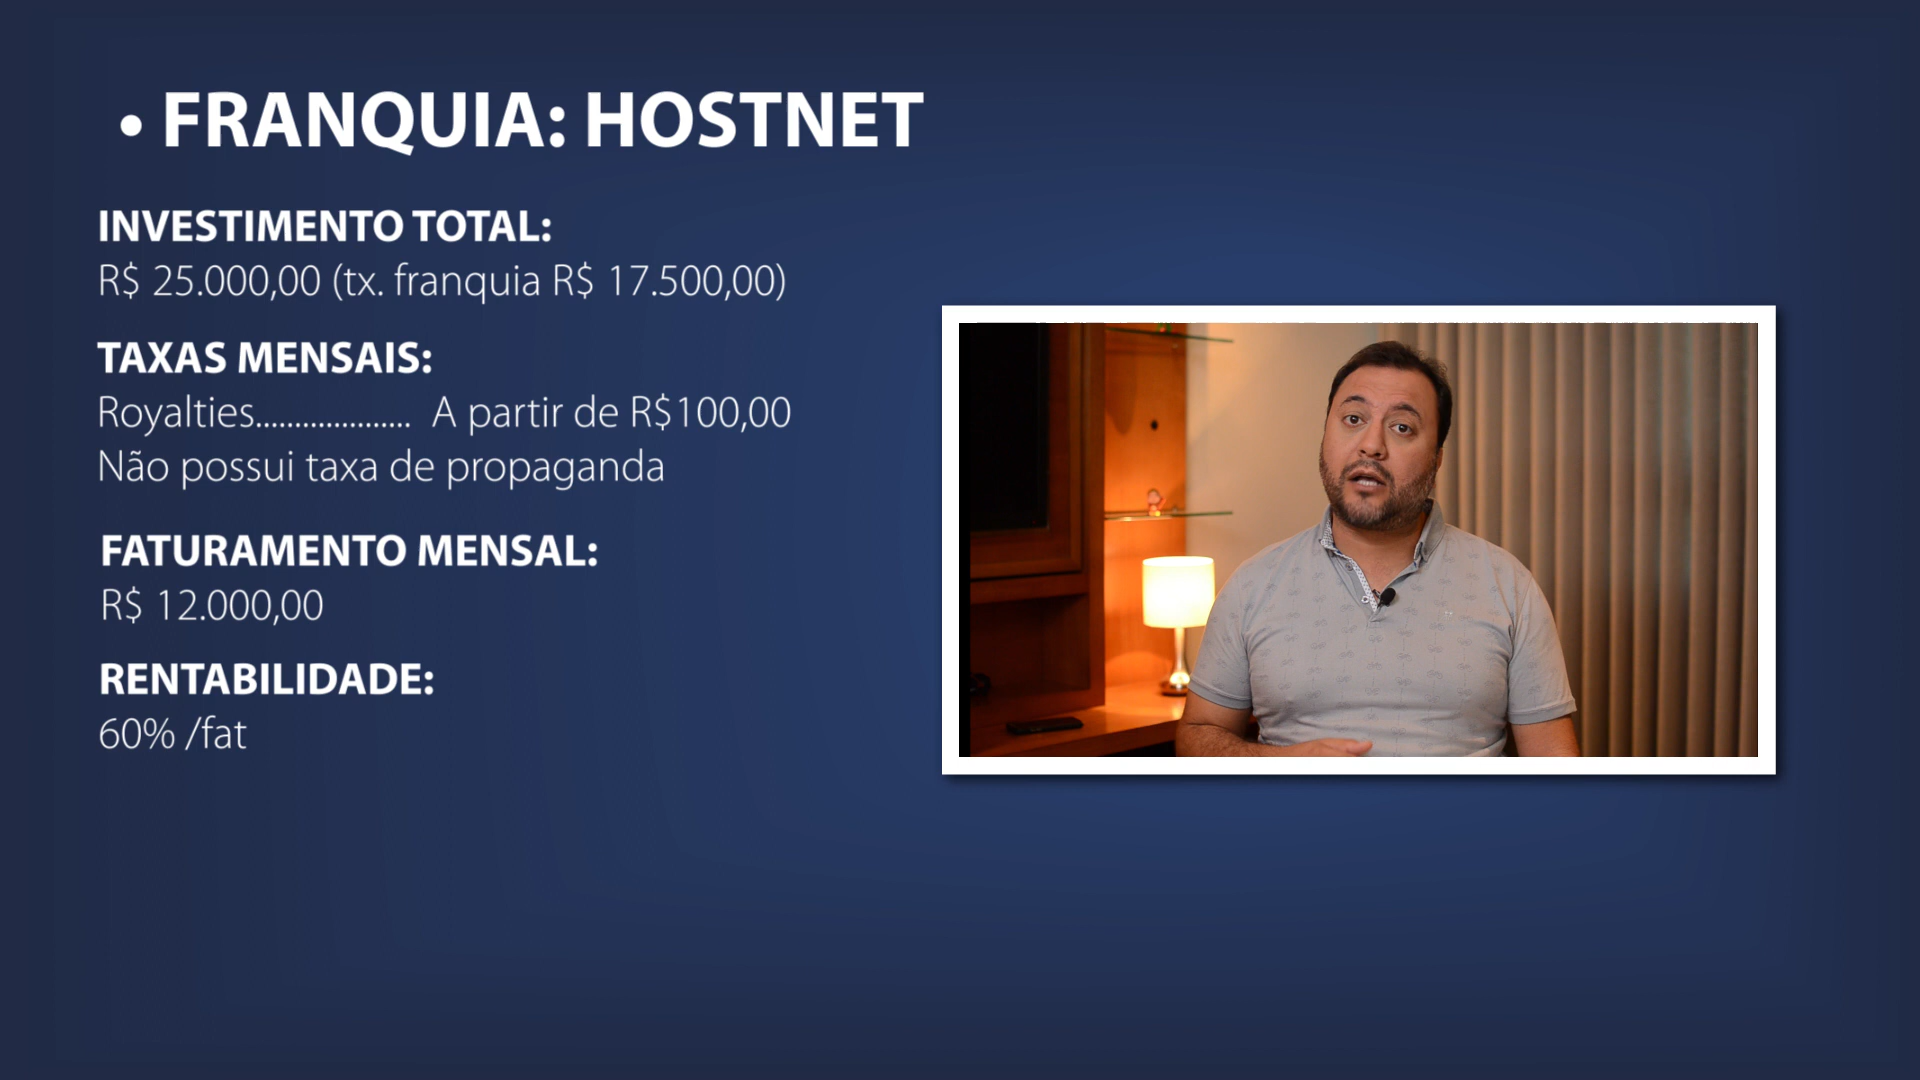 • FRANQUIA: HOSTNET
INVESTIMENTO TOTAL:
R$ 25.000,00 (tx. franquia R$ 17.500,00)
TAXAS MENSAIS:
Royalties.................... A partir de R$100,00
Não possui taxa de propaganda
FATURAMENTO MENSAL:
R$ 12.000,00
RENTABILIDADE:
60% /fat